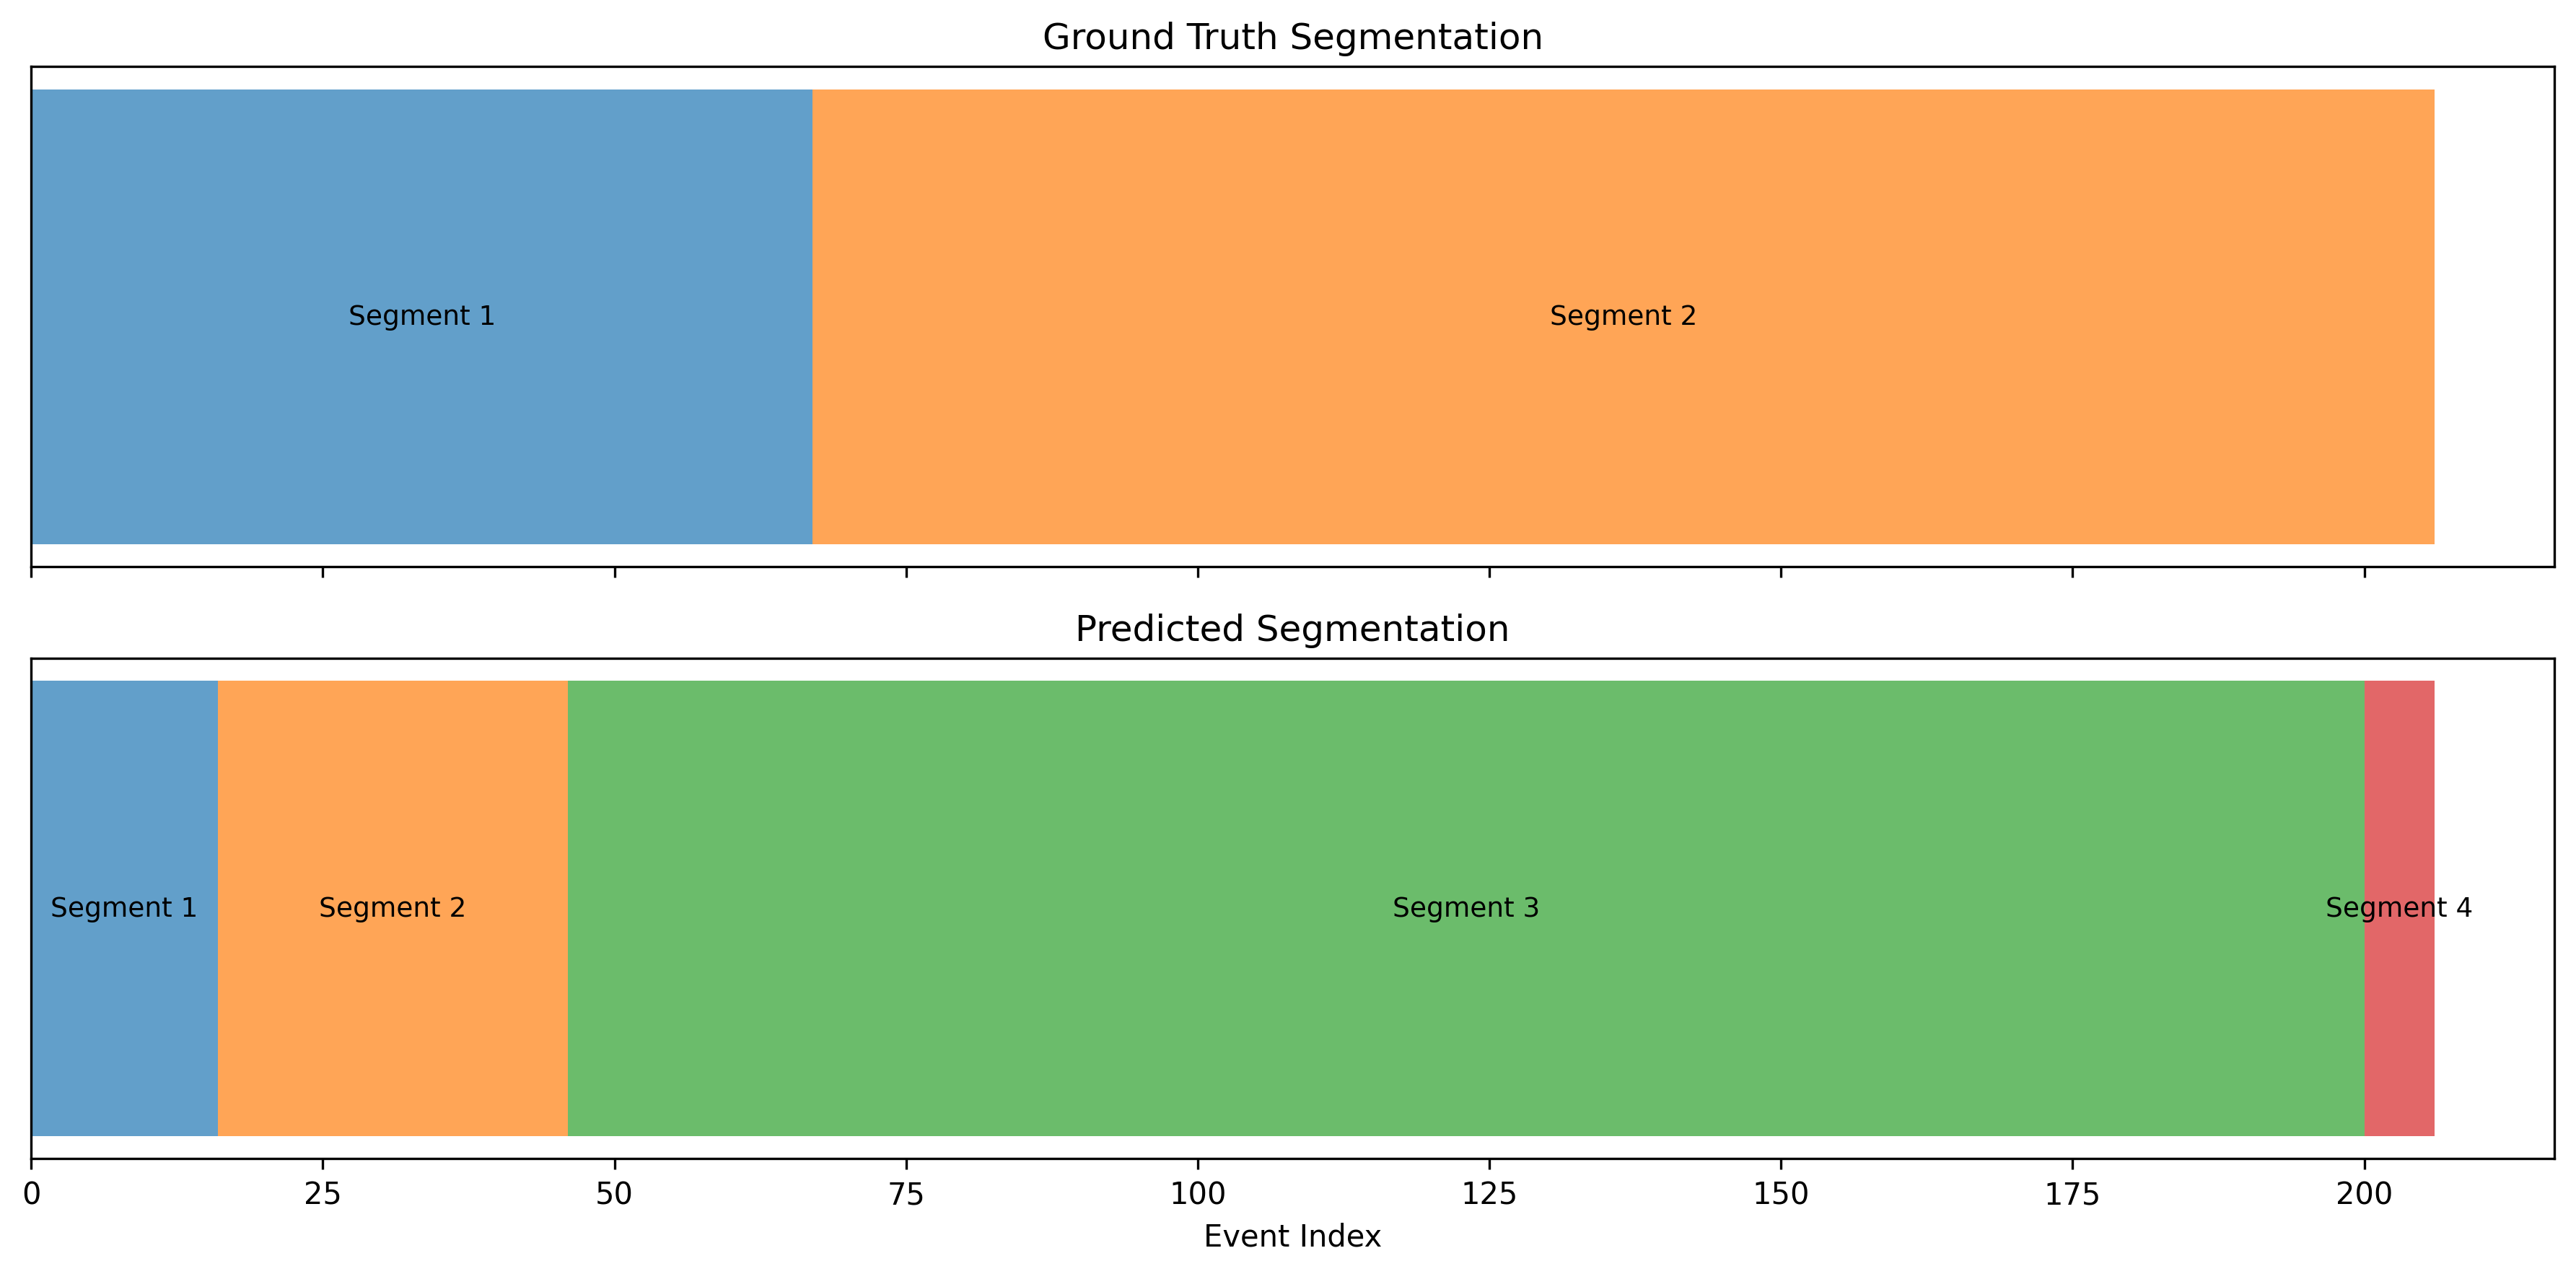 Ground Truth Segmentation
Segment 1
Segment 2
Predicted Segmentation
Segment 1
Segment 2
Segment 3
Segment 4
0 25 50 75 100 125 150 175 200
Event Index